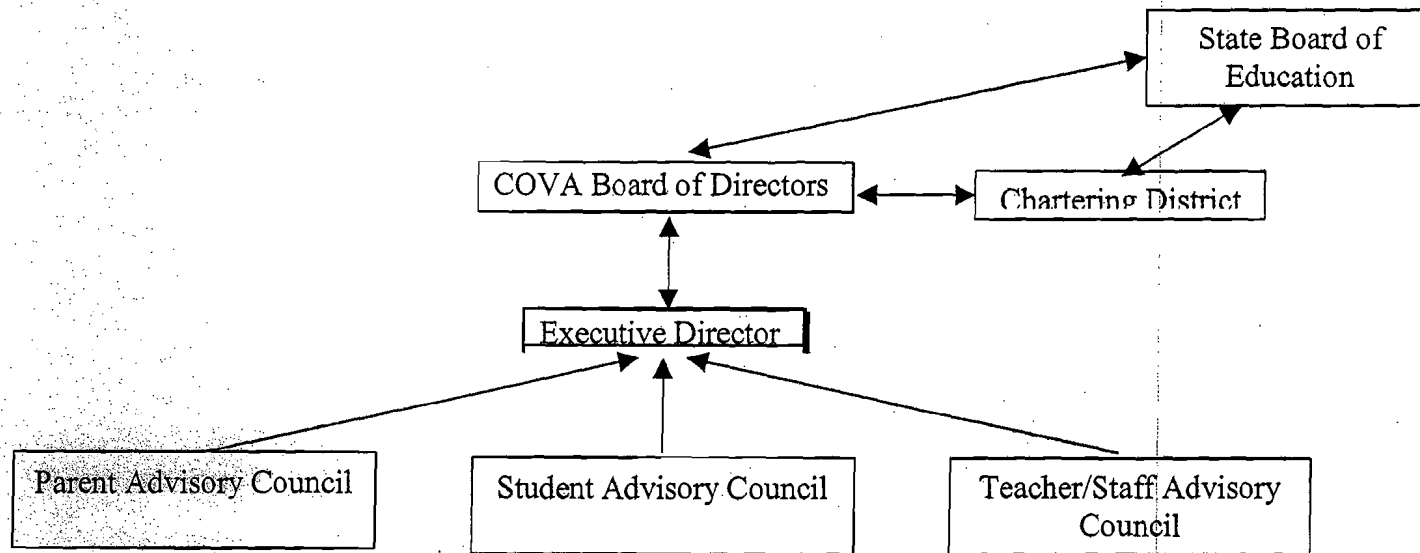 State Board of
Education
COVA Board of Directors
Chartering District
Executive Director
Parent Advisory Council
Student Advisory Council
Teacher/Staff Advisory
Council